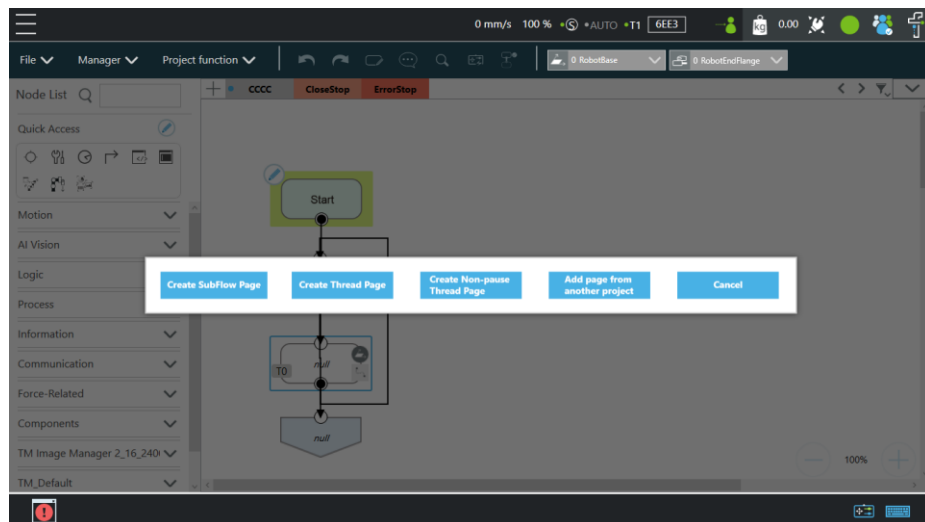 0 mm/s 100 % •Ⓢ •AUTO •T1 6EE3 kg 0.00
File Manager Project function 0 RobotBase 0 RobotEndFlange
Node List CCCC CloseStop ErrorStop
Quick Access
Start
Motion
AI Vision
Logic
Create SubFlow Page
Create Thread Page
Create Non-pause
Thread Page
Add page from
another project
Cancel
Process
Information
Communication
T0 null
Force-Related
Components
null
TM Image Manager 2_16_240
100%
TM_Default